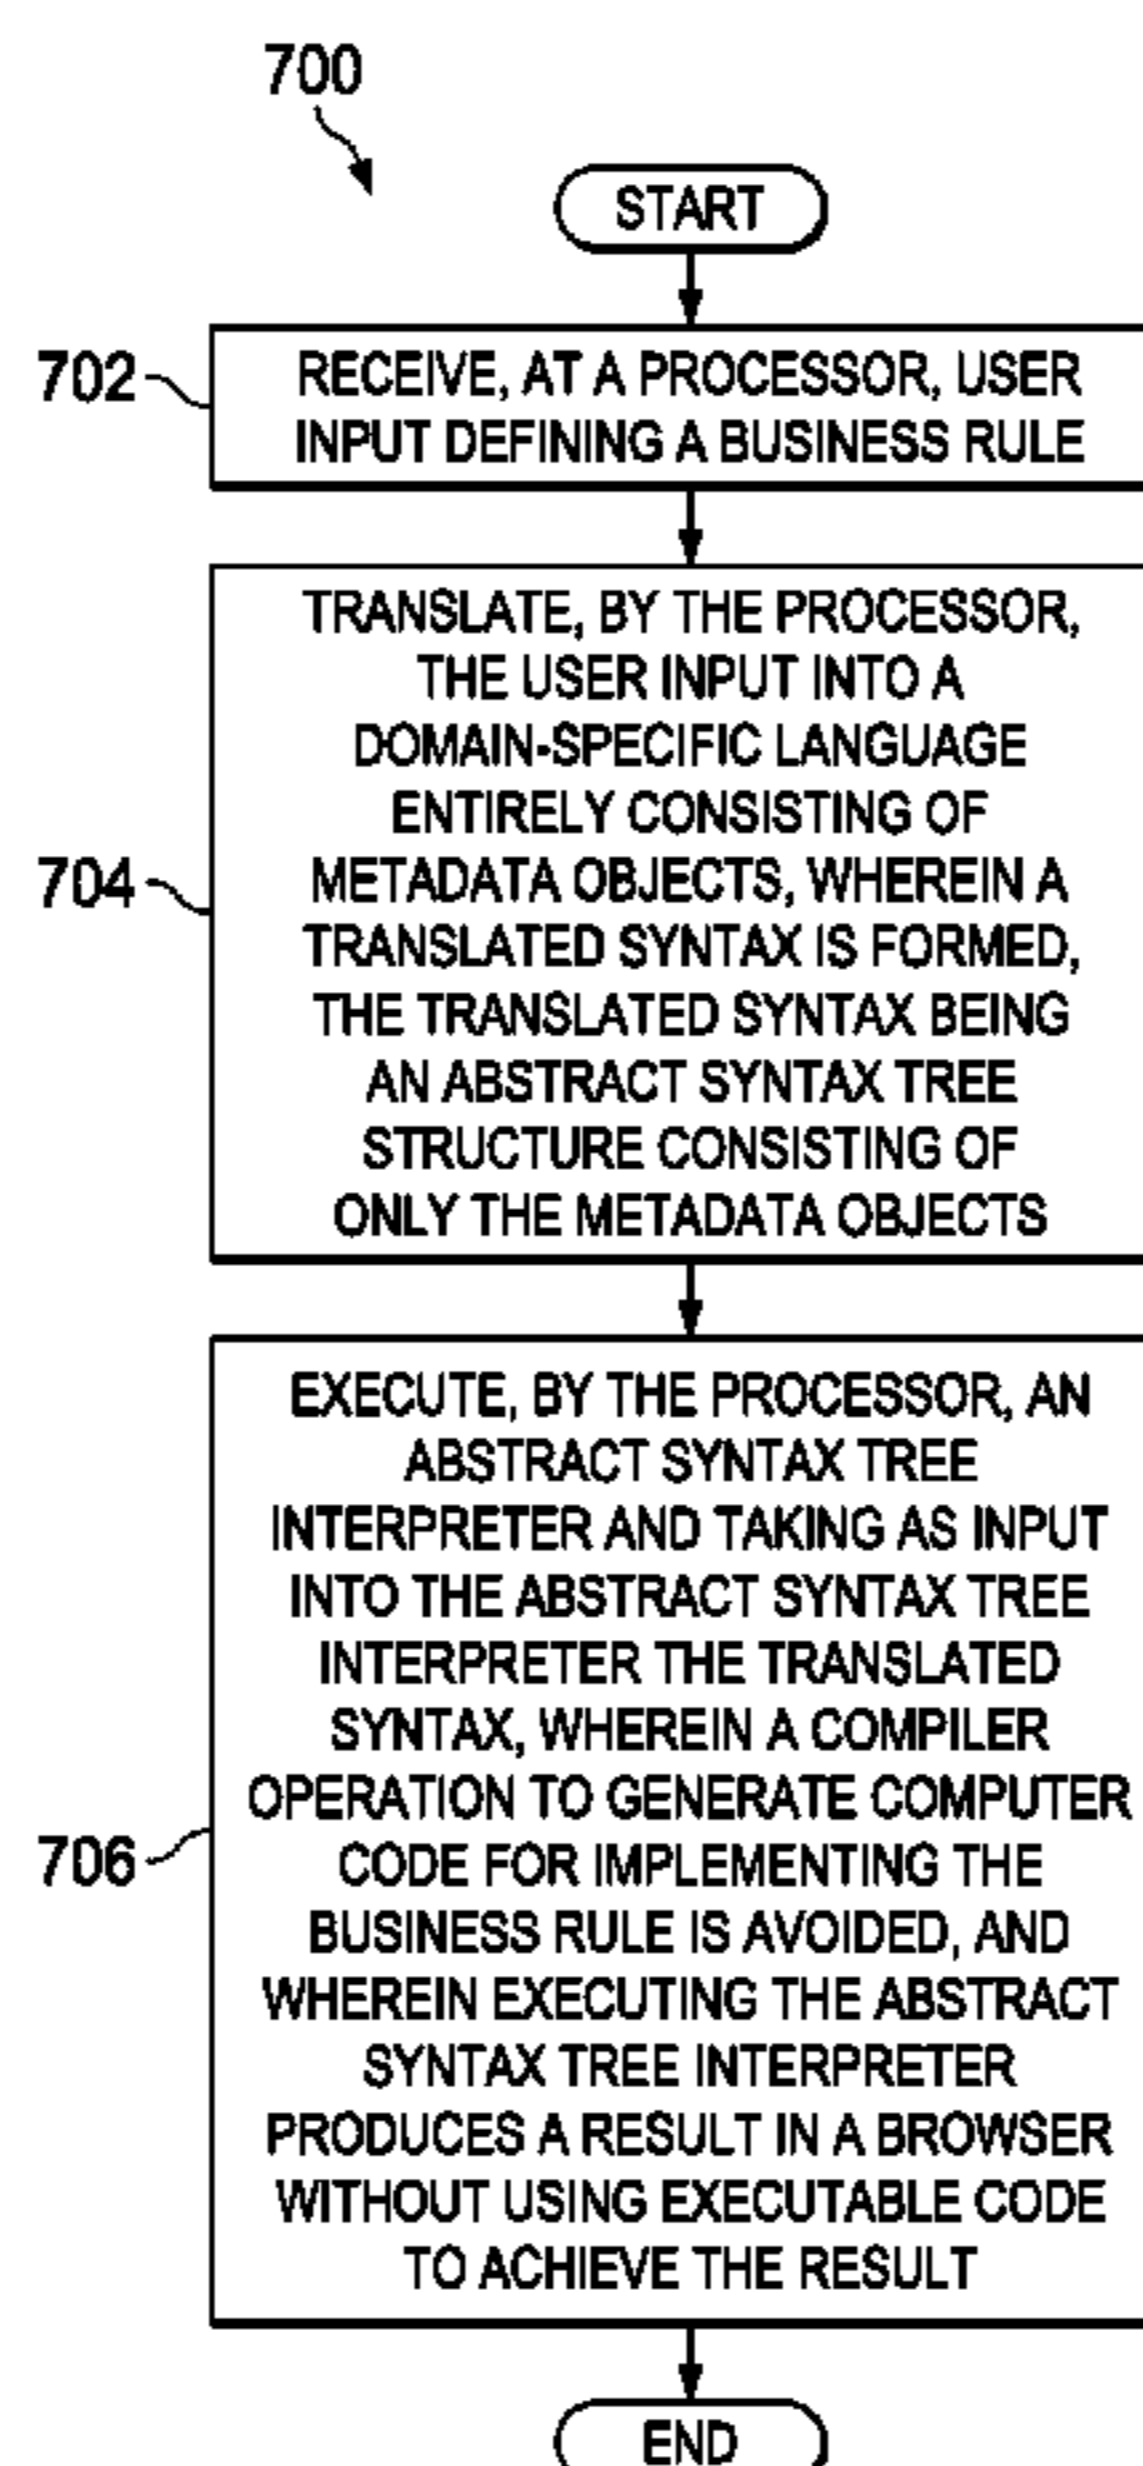 700
START
702
RECEIVE, AT A PROCESSOR, USER
INPUT DEFINING A BUSINESS RULE
TRANSLATE, BY THE PROCESSOR,
THE USER INPUT INTO A
DOMAIN-SPECIFIC LANGUAGE
ENTIRELY CONSISTING OF
704
METADATA OBJECTS, WHEREIN A
TRANSLATED SYNTAX IS FORMED,
THE TRANSLATED SYNTAX BEING
AN ABSTRACT SYNTAX TREE
STRUCTURE CONSISTING OF
ONLY THE METADATA OBJECTS
EXECUTE, BY THE PROCESSOR, AN
ABSTRACT SYNTAX TREE
INTERPRETER AND TAKING AS INPUT
INTO THE ABSTRACT SYNTAX TREE
INTERPRETER THE TRANSLATED
SYNTAX, WHEREIN A COMPILER
OPERATION TO GENERATE COMPUTER
706
CODE FOR IMPLEMENTING THE
BUSINESS RULE IS AVOIDED, AND
WHEREIN EXECUTING THE ABSTRACT
SYNTAX TREE INTERPRETER
PRODUCES A RESULT IN A BROWSER
WITHOUT USING EXECUTABLE CODE
TO ACHIEVE THE RESULT
END